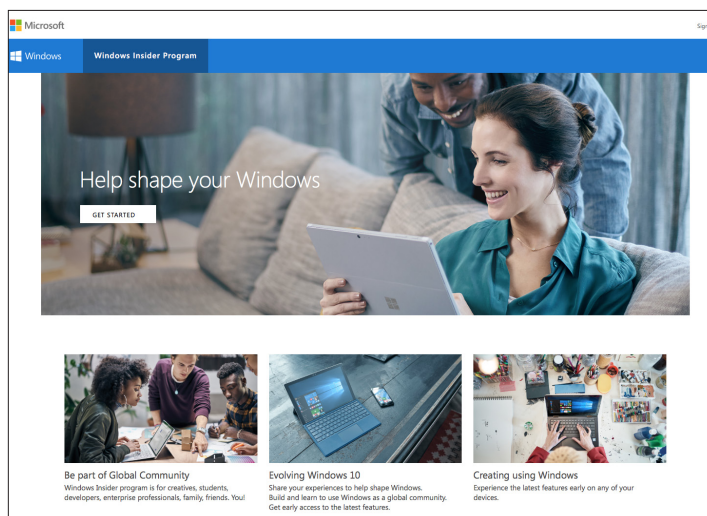 Microsoft
Windows
Windows Insider Program
Help shape your Windows
GET STARTED
Be part of Global Community
Windows Insider program is for creatives, students,
developers, enterprise professionals, family, friends. You!
Evolving Windows 10
Share your experiences to help shape Windows.
Build and learn to use Windows as a global community.
Get early access to the latest features.
Creating using Windows
Experience the latest features early on any of your
devices.